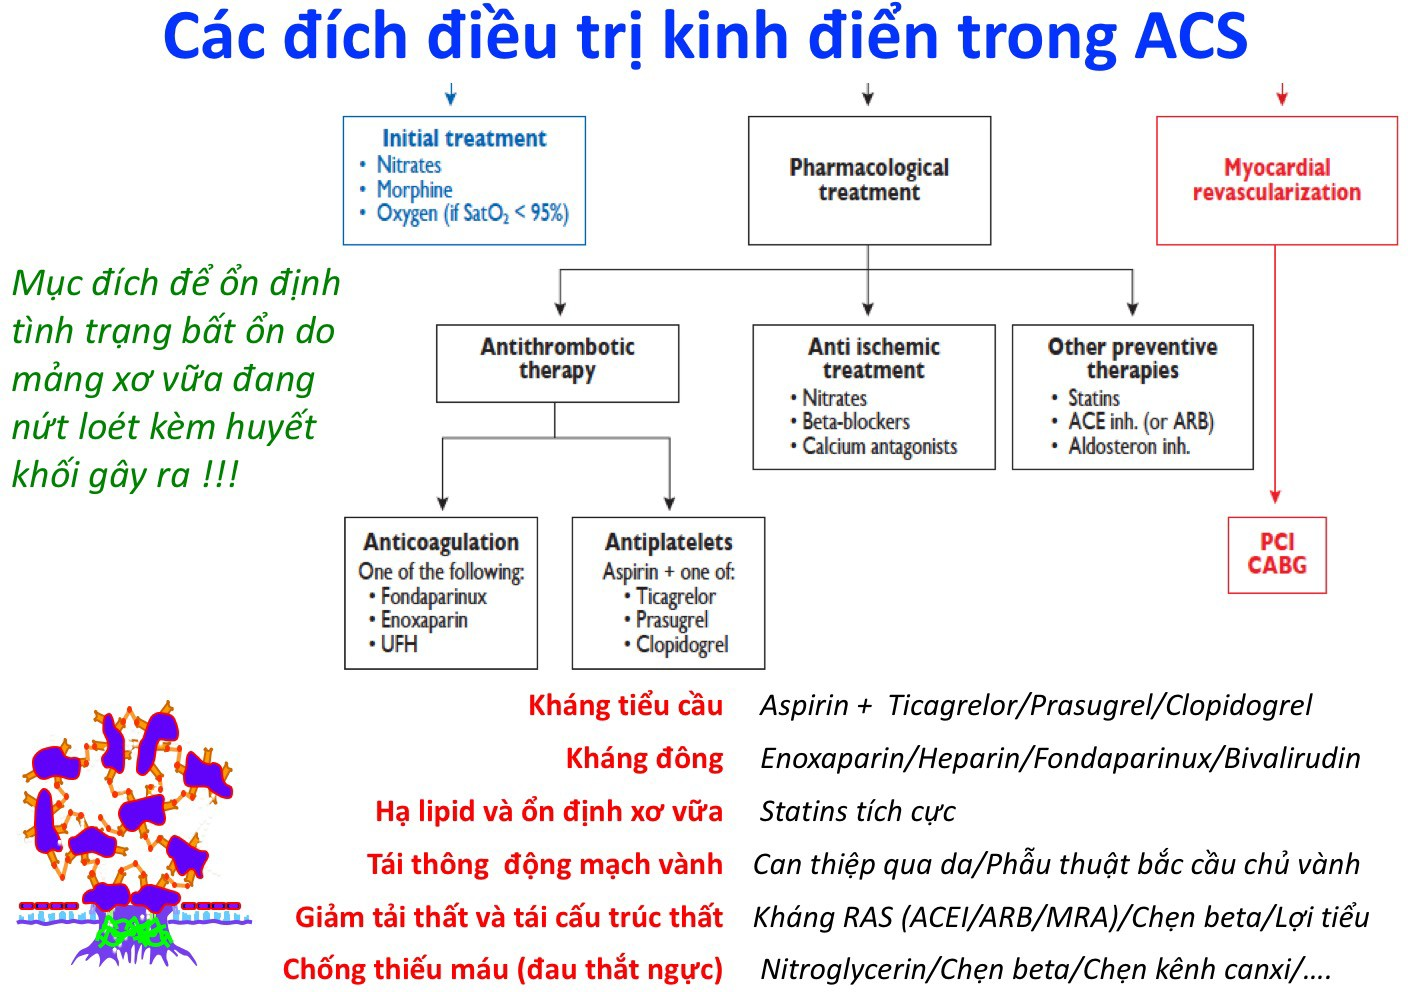 Các đích điều trị kinh điển trong ACS
Initial treatment
• Nitrates
• Morphine
• Oxygen (if SatO₂ < 95%)
Pharmacological
treatment
Myocardial
revascularization
Mục đích để ổn định
tình trạng bất ổn do
mảng xơ vữa đang
nứt loét kèm huyết
khối gây ra !!!
Antithrombotic
therapy
Anti ischemic
treatment
• Nitrates
• Beta-blockers
• Calcium antagonists
Other preventive
therapies
• Statins
• ACE inh. (or ARB)
• Aldosteron inh.
Anticoagulation
One of the following:
• Fondaparinux
• Enoxaparin
• UFH
Antiplatelets
Aspirin + one of:
• Ticagrelor
• Prasugrel
• Clopidogrel
PCI
CABG
Kháng tiểu cầu Aspirin + Ticagrelor/Prasugrel/Clopidogrel
Kháng đông Enoxaparin/Heparin/Fondaparinux/Bivalirudin
Hạ lipid và ổn định xơ vữa Statins tích cực
Tái thông động mạch vành Can thiệp qua da/Phẫu thuật bắc cầu chủ vành
Giảm tải thất và tái cấu trúc thất Kháng RAS (ACEI/ARB/MRA)/Chẹn beta/Lợi tiểu
Chống thiếu máu (đau thắt ngực) Nitroglycerin/Chẹn beta/Chẹn kênh canxi/....